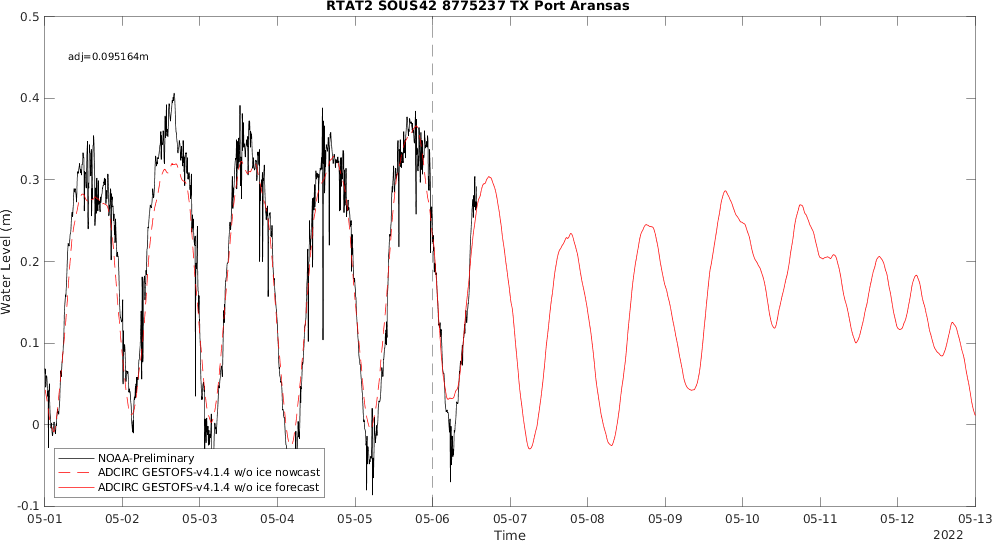 RTAT2 SOUS42 8775237 TX Port Aransas
adj=0.095164m
0.5
0.4
0.3
0.2
0.1
0
-0.1
Water Level (m)
NOAA-Preliminary
ADCIRC GESTOFS-v4.1.4 w/o ice nowcast
ADCIRC GESTOFS-v4.1.4 w/o ice forecast
05-01 05-02 05-03 05-04 05-05 05-06 05-07 05-08 05-09 05-10 05-11 05-12 05-13
Time
2022